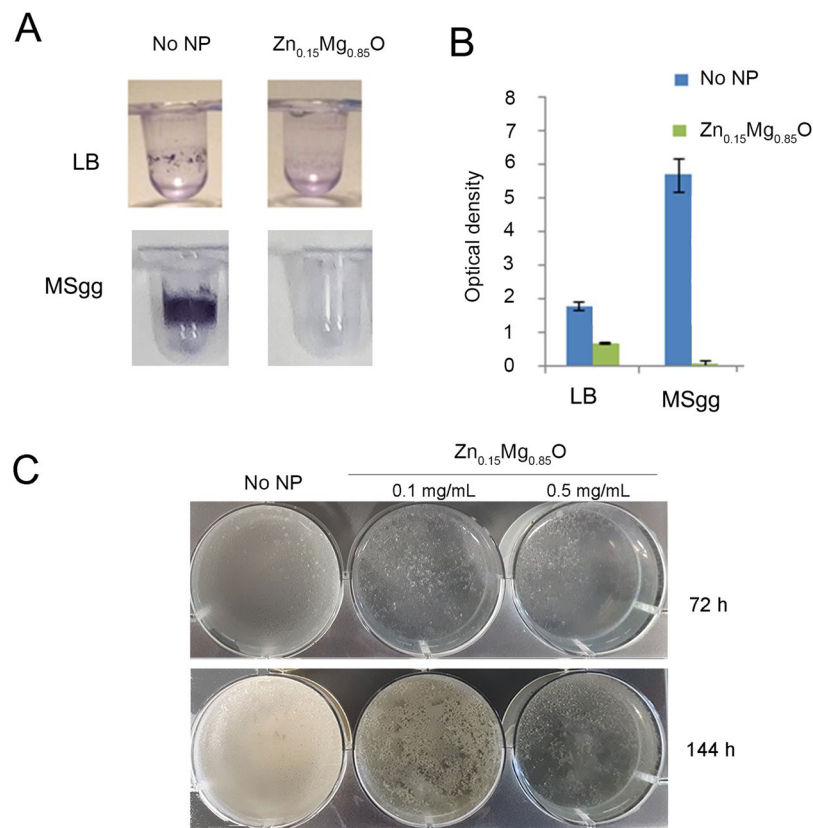 A
No NP
Zn0.15Mg0.85O
LB
MSgg
B
No NP
Zn0.15Mg0.85O
8
7
6
5
4
3
2
1
0
Optical density
LB
MSgg
C
Zn0.15Mg0.85O
No NP
0.1 mg/mL
0.5 mg/mL
72 h
144 h